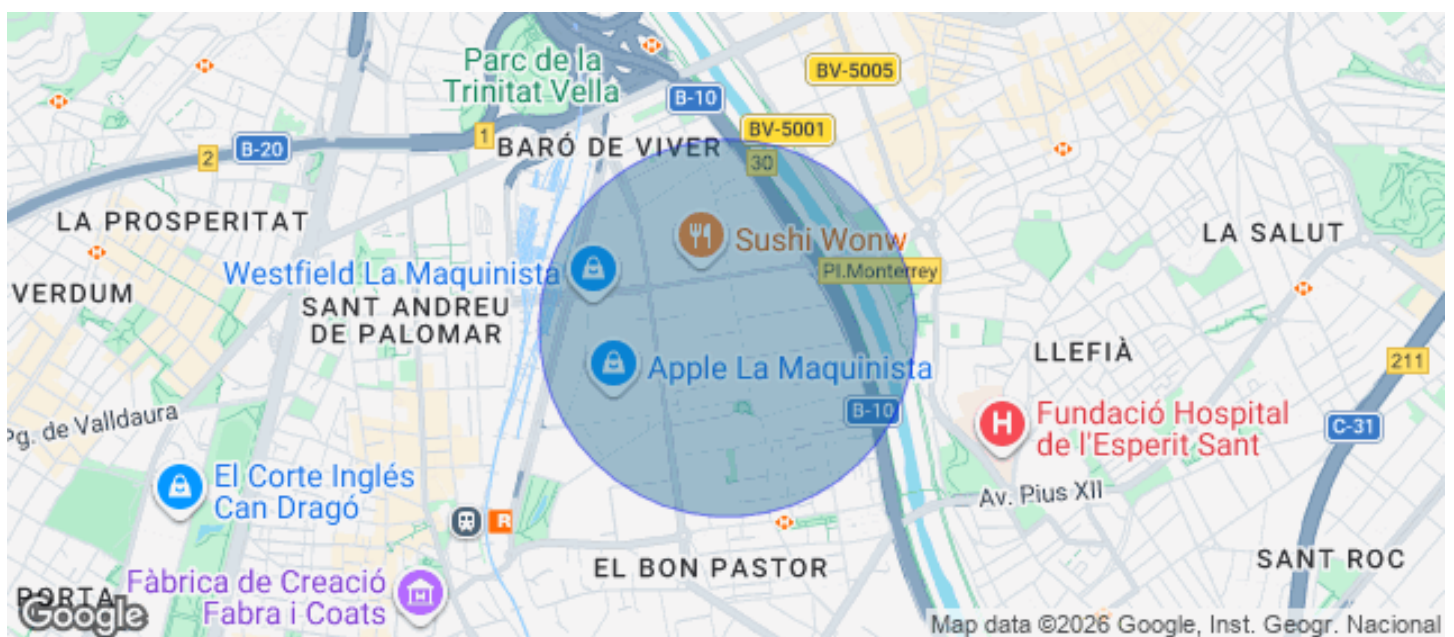 Parc de la
Trinitat Vella
BV-5005
B-10
BV-5001
1
BARÓ DE VIVER
B-20
2
30
LA PROSPERITAT
Sushi Wonw
LA SALUT
Westfield La Maquinista
Pl.Monterrey
VERDUM
SANT ANDREU
DE PALOMAR
LLEFIÀ
211
Apple La Maquinista
Pg. de Valldaura
B-10
Fundació Hospital
de l'Esperit Sant
C-31
El Corte Inglés
Can Dragó
Av. Pius XII
R
EL BON PASTOR
SANT ROC
Fàbrica de Creació
Fabra i Coats
PORTA
Google
Map data ©2026 Google, Inst. Geogr. Nacional